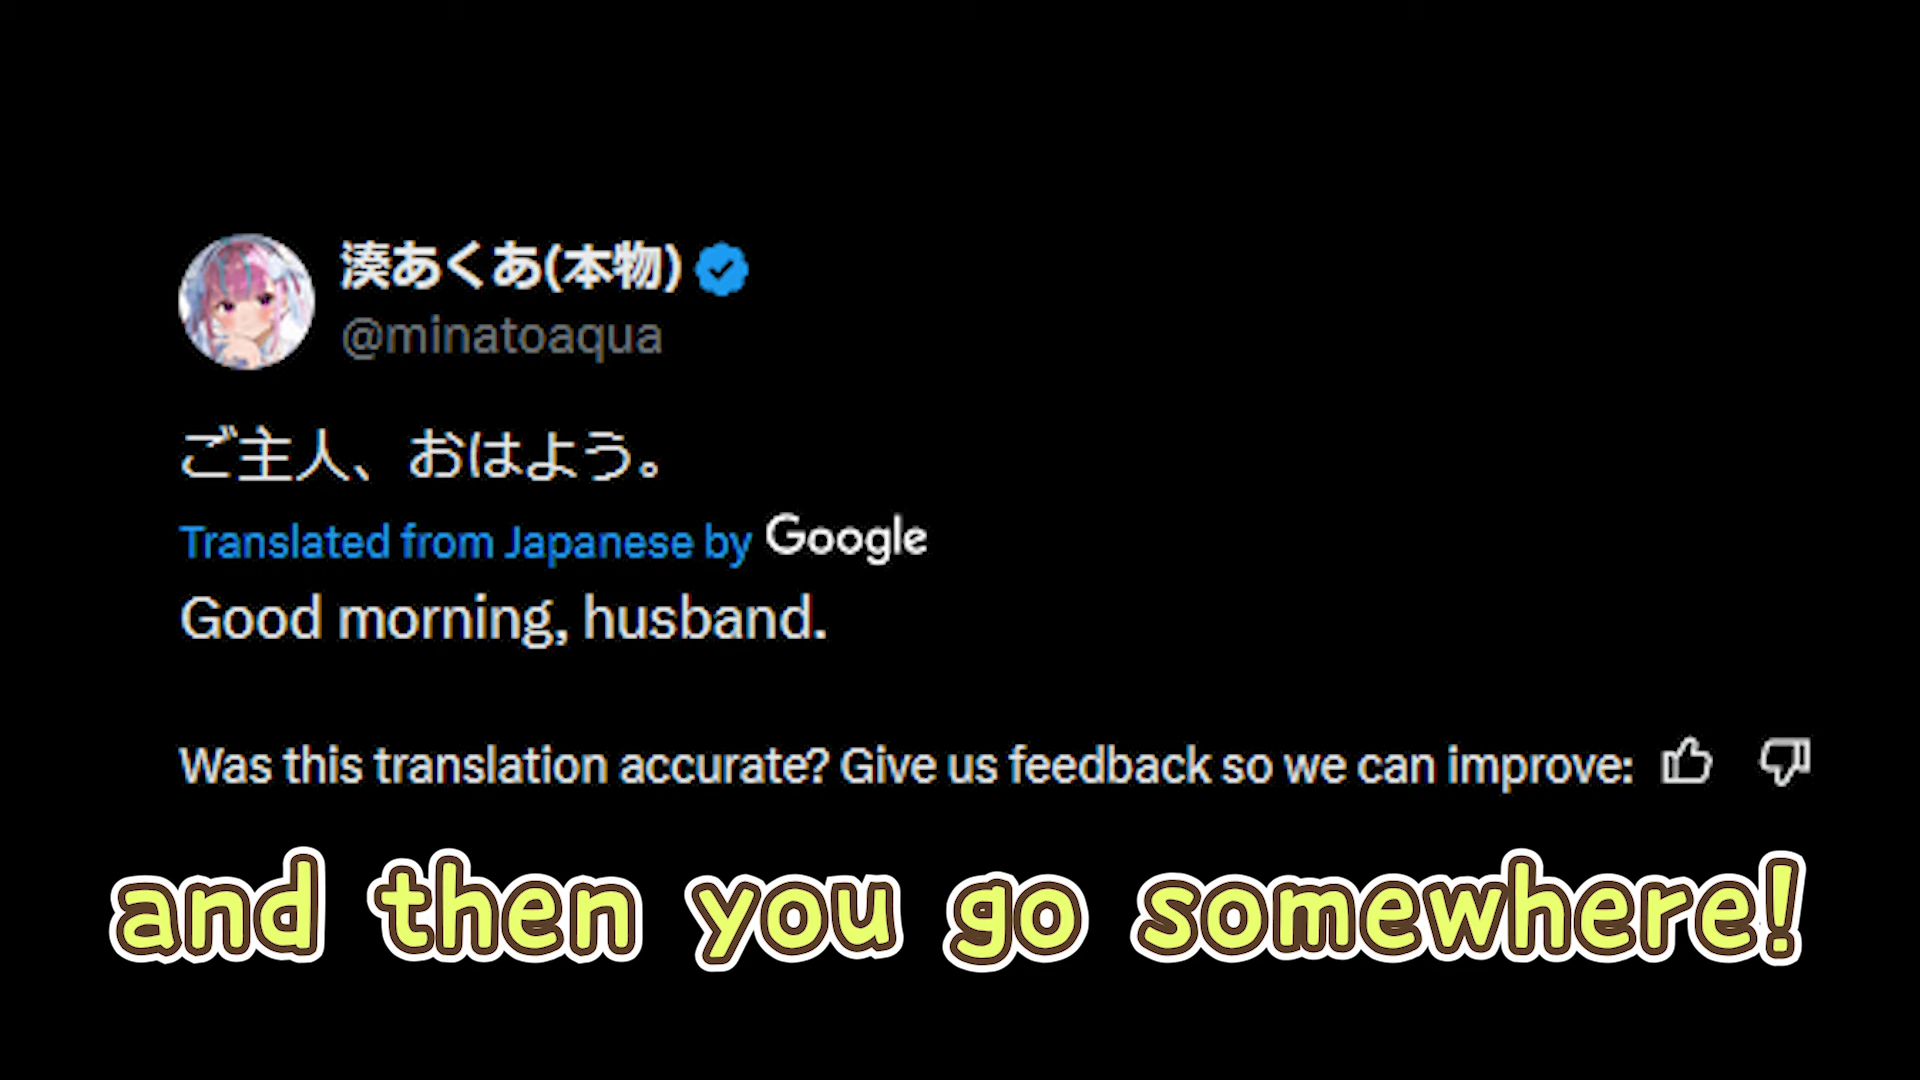 湊あくあ(本物)
@minatoaqua
ご主人、おはよう。
Translated from Japanese by Google
Good morning, husband.
Was this translation accurate? Give us feedback so we can improve:
and then you go somewhere!